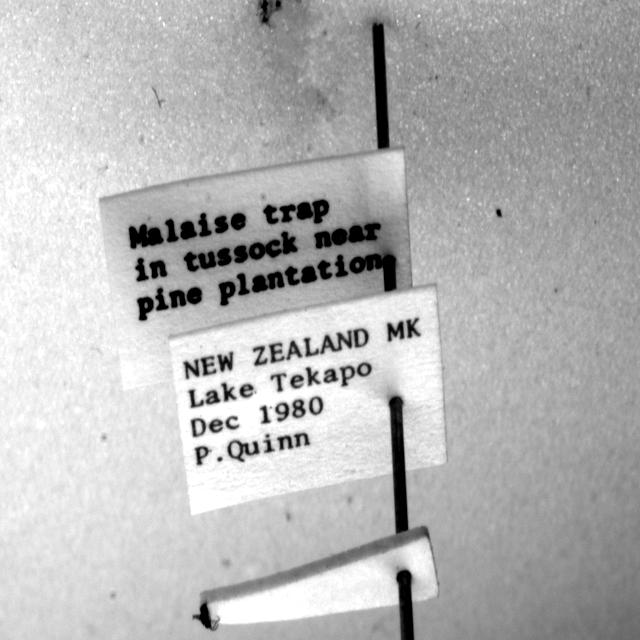 Malaise trap
in tussock near
pine plantation
NEW ZEALAND MK
Lake Tekapo
Dec 1980
P.Quinn